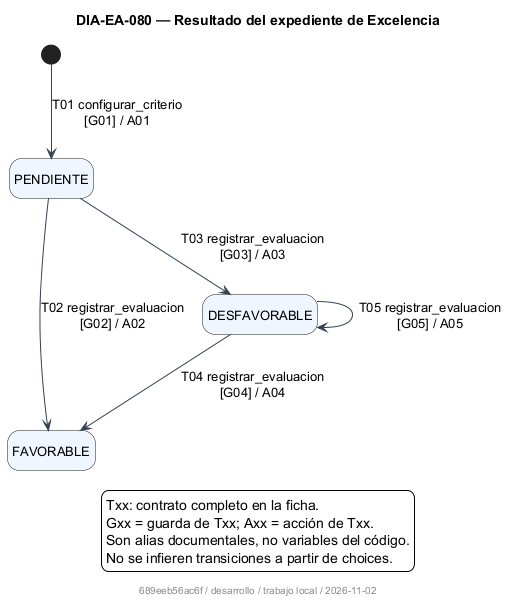 DIA-EA-080 — Resultado del expediente de Excelencia
T01 configurar_criterio
[G01] / A01
PENDIENTE
T03 registrar_evaluacion
[G03] / A03
T02 registrar_evaluacion
[G02] / A02
DESFAVORABLE
T05 registrar_evaluacion
[G05] / A05
T04 registrar_evaluacion
[G04] / A04
FAVORABLE
Txx: contrato completo en la ficha.
Gxx = guarda de Txx; Axx = acción de Txx.
Son alias documentales, no variables del código.
No se infieren transiciones a partir de choices.
689eeb56ac6f / desarrollo / trabajo local / 2026-11-02